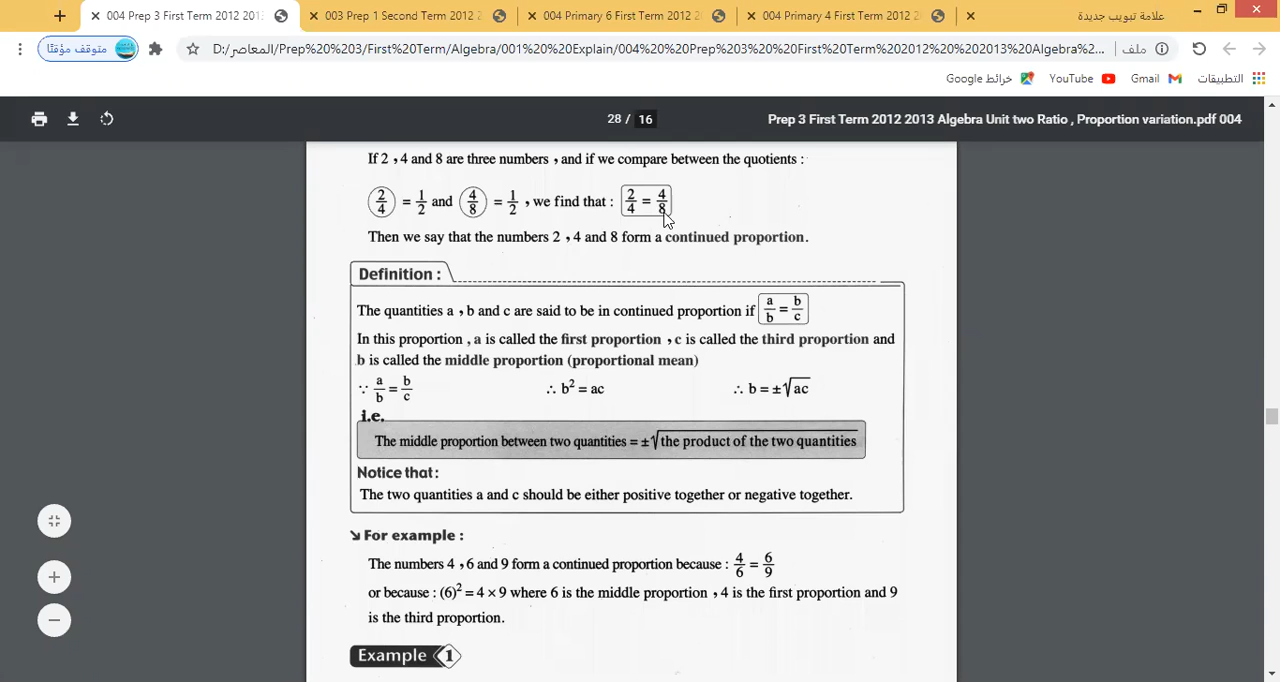 004 Prep 3 First Term 2012 201
003 Prep 1 Second Term 2012 2
004 Primary 6 First Term 2012 2
004 Primary 4 First Term 2012 2
علامة تبويب جديدة
متوقف مؤقتًا
D:/المعاصر/Prep%20%203/First%20Term/Algebra%20001%20%20Explain/004%20%20Prep%203%20%20First%20Term%202012%20%202013%20Algebra%2...
ملف
التطبيقات
Gmail
YouTube
خرائط Google
28 / 16
Prep 3 First Term 2012 2013 Algebra Unit two Ratio , Proportion variation.pdf 004
If 2 , 4 and 8 are three numbers , and if we compare between the quotients :
2/4 = 1/2 and 4/8 = 1/2 , we find that : 2/4 = 4/8
Then we say that the numbers 2 , 4 and 8 form a continued proportion.
Definition :
The quantities a , b and c are said to be in continued proportion if a/b = b/c
In this proportion , a is called the first proportion , c is called the third proportion and
b is called the middle proportion (proportional mean)
∵ a/b = b/c ∴ b² = ac ∴ b = ±√ac
i.e.
The middle proportion between two quantities = ±√the product of the two quantities
Notice that :
The two quantities a and c should be either positive together or negative together.
For example :
The numbers 4 , 6 and 9 form a continued proportion because : 4/6 = 6/9
or because : (6)² = 4 × 9 where 6 is the middle proportion , 4 is the first proportion and 9
is the third proportion.
Example 1